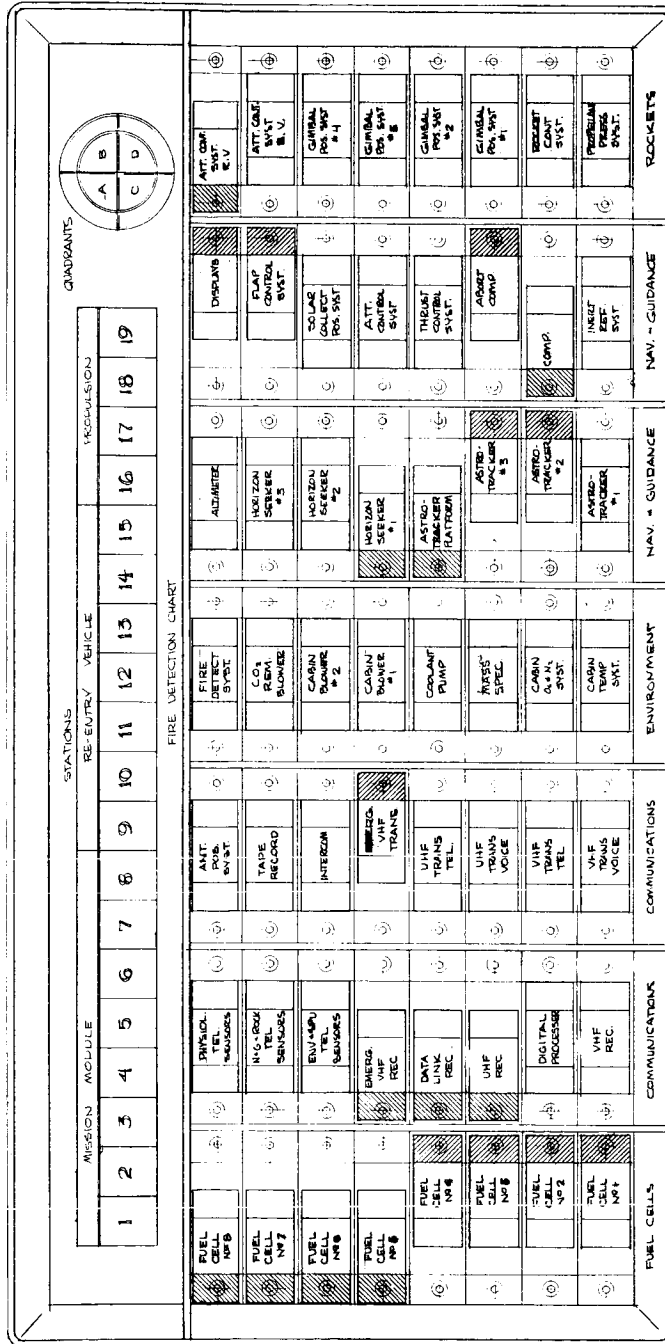 STATIONS
QUADRANTS
MISSION MODULE
RE-ENTRY VEHICLE
PROPULSION
1 2 3 4 5 6 7 8 9 10 11 12 13 14 15 16 17 18 19
A B
C D
FIRE DETECTION CHART
FUEL
CELL
Nº 8
FUEL
CELL
Nº 7
FUEL
CELL
Nº 6
FUEL
CELL
Nº 5
FUEL
CELL
Nº 4
FUEL
CELL
Nº 3
FUEL
CELL
Nº 2
FUEL
CELL
Nº 1
FUEL CELLS
PHYSIOL.
TEL
SENSORS
N+G+ROCK
TEL
SENSORS
TEL
SENSORS
EMERG.
VHF
REC
DATA
LINK
REC.
UHF
REC
DIGITAL
PROCESSER
VHF
REC.
COMMUNICATIONS
ANT.
POS.
SYST.
TAPE
RECORD
INTERCOM
EMERG.
VHF
TRANS
UHF
TRANS
TEL.
UHF
TRANS
VOICE
VHF
TRANS
TEL
VHF
TRANS
VOICE
COMMUNICATIONS
FIRE
DETECT
SYST.
CO₂
REM.
BLOWER
CABIN
BLOWER
#2
CABIN
BLOWER
#1
COOLANT
PUMP
MASS
SPEC.
CABIN
O₂ & N₂
SYST.
CABIN
TEMP
SYST.
ENVIRONMENT
ALTIMETER
HORIZON
SEEKER
#3
HORIZON
SEEKER
#2
HORIZON
SEEKER
#1
ASTRO-
TRACKER
PLATFORM
ASTRO-
TRACKER
#3
ASTRO-
TRACKER
#2
ASTRO-
TRACKER
#1
NAV. & GUIDANCE
DISPLAYS
FLAP
CONTROL
SYST.
SOLAR
COLLECT
POS. SYST
ATT.
CONTROL
SYST
THRUST
CONTROL
SYST.
ABORT
COMP
COMP.
INERT
REF.
SYST
NAV. & GUIDANCE
ATT. CONT.
SYST.
R.V
ATT. CONT.
SYST
GIMBAL
POS. SYST
#4
GIMBAL
POS. SYST
#3
GIMBAL
POS. SYST
#2
GIMBAL
POS. SYST
#1
ROCKET
CONT
SYST.
PROPELLANT
PRESS
SYST.
ROCKETS